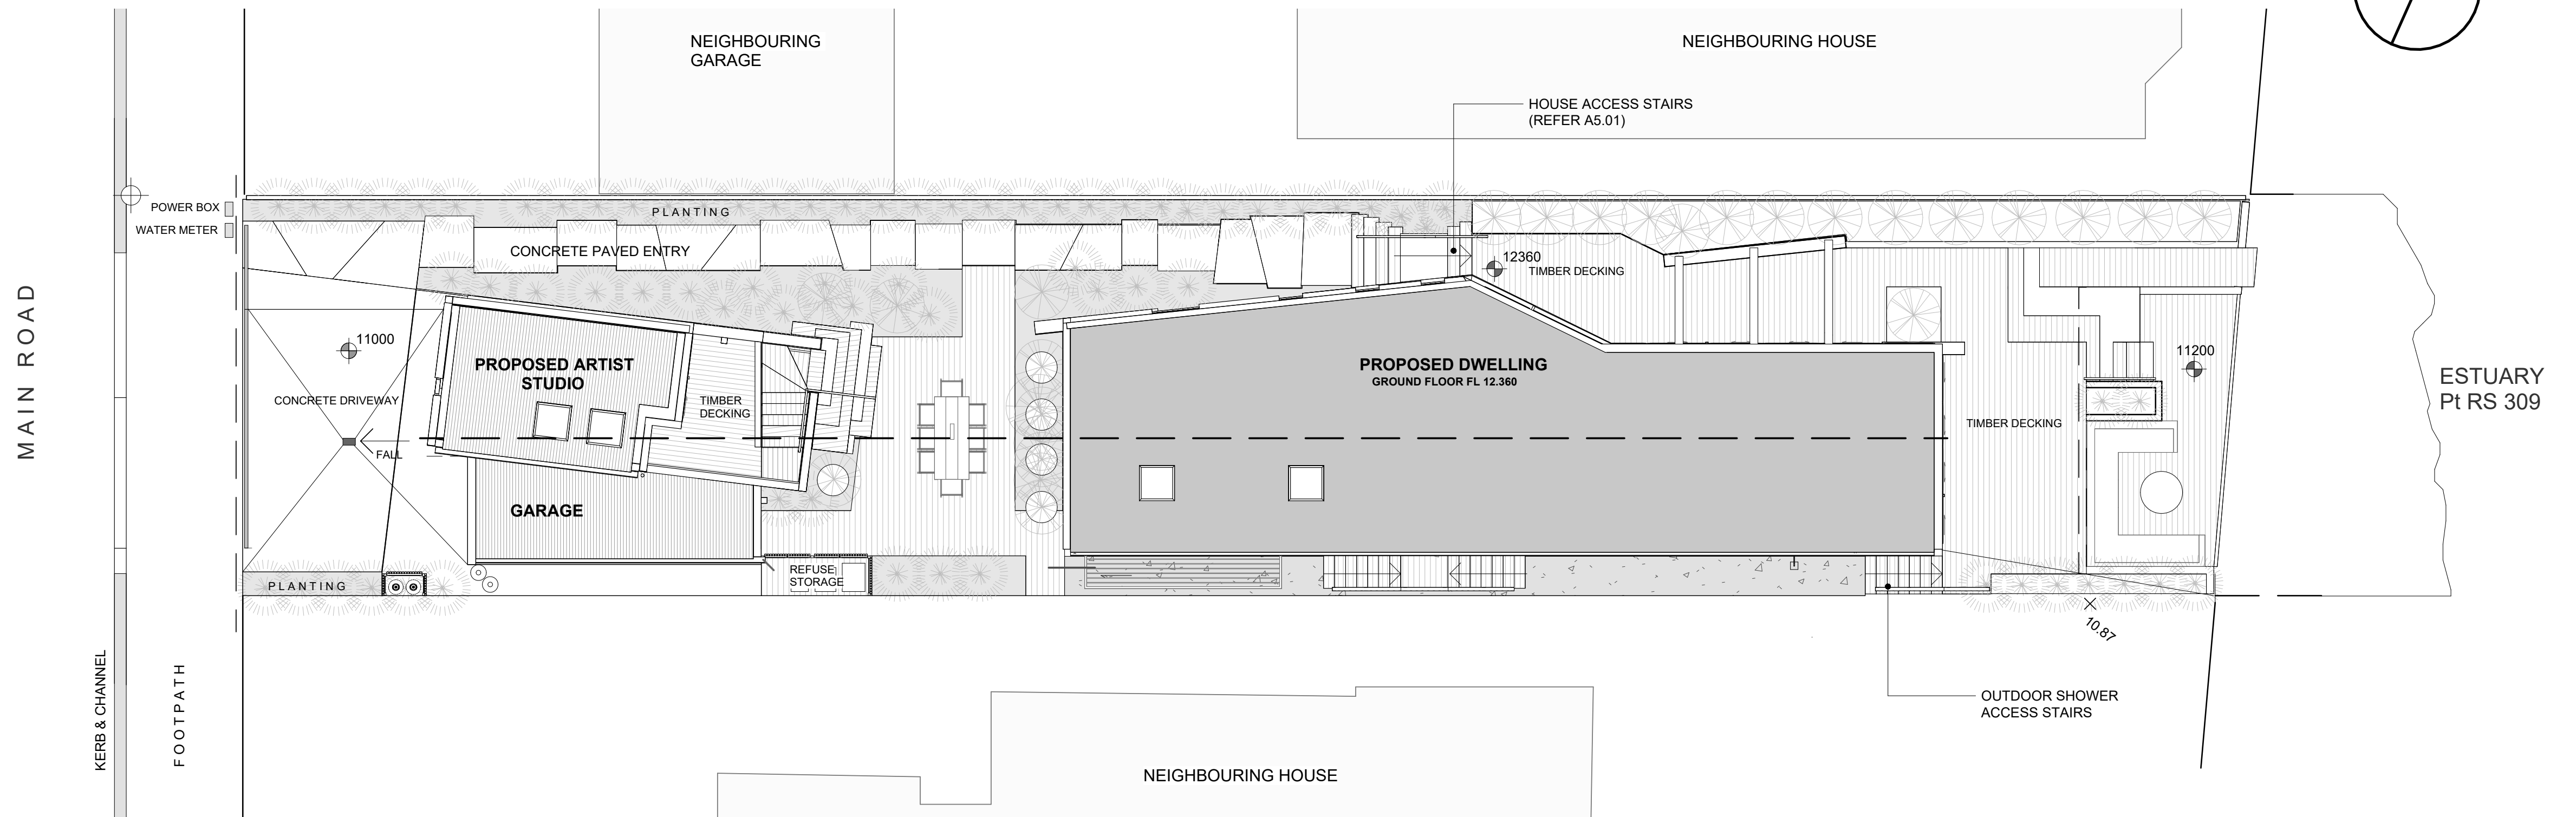 NEIGHBOURING
GARAGE
NEIGHBOURING HOUSE
HOUSE ACCESS STAIRS
(REFER A5.01)
POWER BOX
WATER METER
PLANTING
CONCRETE PAVED ENTRY
12360
TIMBER DECKING
MAIN ROAD
11000
PROPOSED ARTIST
STUDIO
CONCRETE DRIVEWAY
TIMBER
DECKING
FALL
GARAGE
PROPOSED DWELLING
GROUND FLOOR FL 12.360
11200
TIMBER DECKING
ESTUARY
Pt RS 309
REFUSE
STORAGE
PLANTING
10.87
KERB & CHANNEL
FOOTPATH
OUTDOOR SHOWER
ACCESS STAIRS
NEIGHBOURING HOUSE